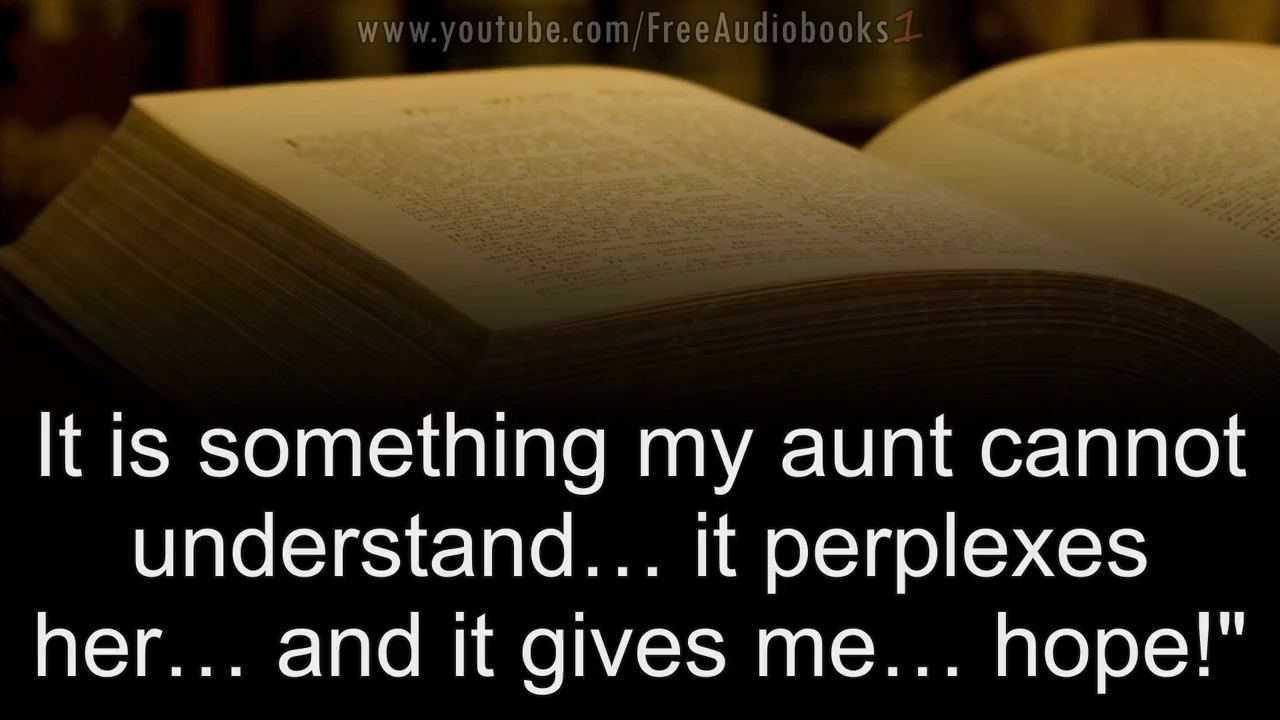 www.youtube.com/FreeAudiobooks1
It is something my aunt cannot
understand… it perplexes
her… and it gives me… hope!"